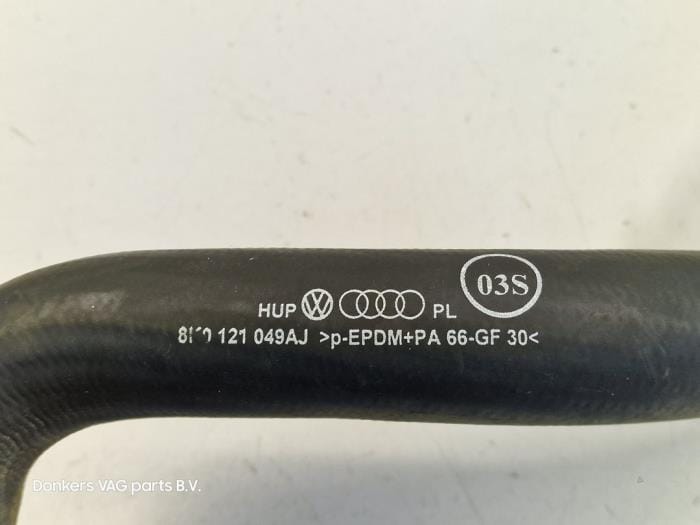 03S
HUP PL
121 049AJ >p-EPDM+PA 66-GF 30<
Donkers VAG parts B.V.